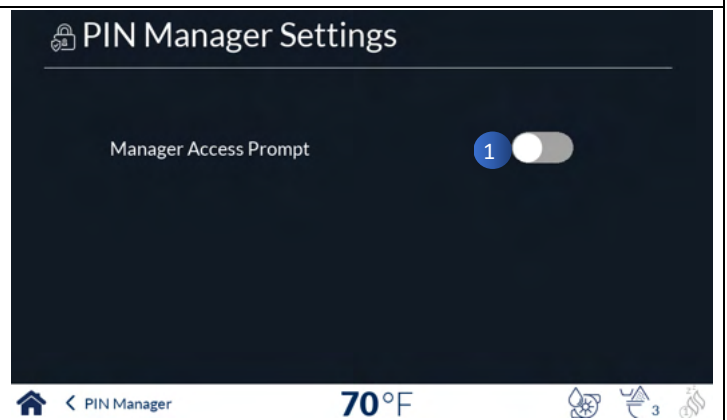 PIN Manager Settings
Manager Access Prompt 1
< PIN Manager 70°F 3